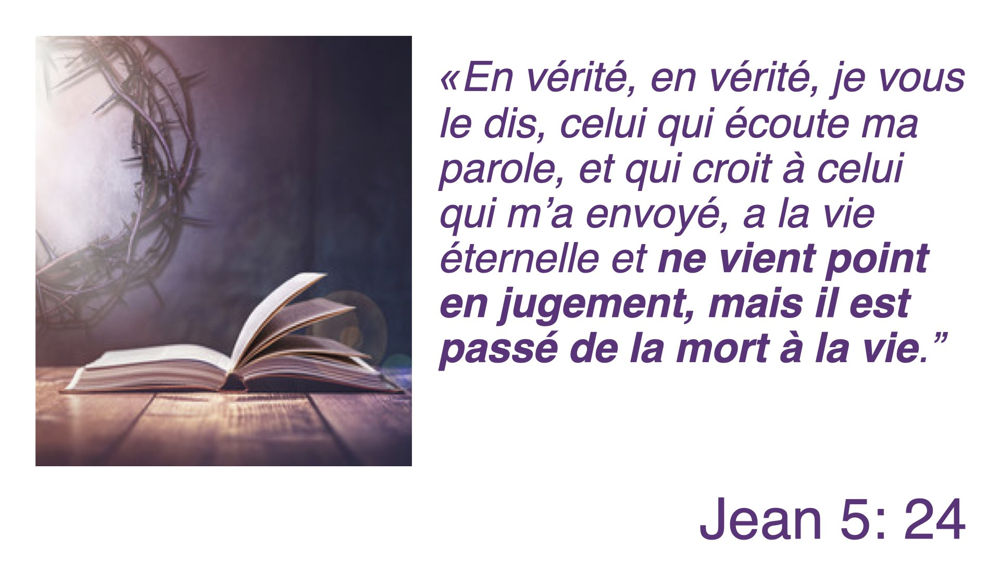 «En vérité, en vérité, je vous
le dis, celui qui écoute ma
parole, et qui croit à celui
qui m’a envoyé, a la vie
éternelle et ne vient point
en jugement, mais il est
passé de la mort à la vie.”
Jean 5: 24